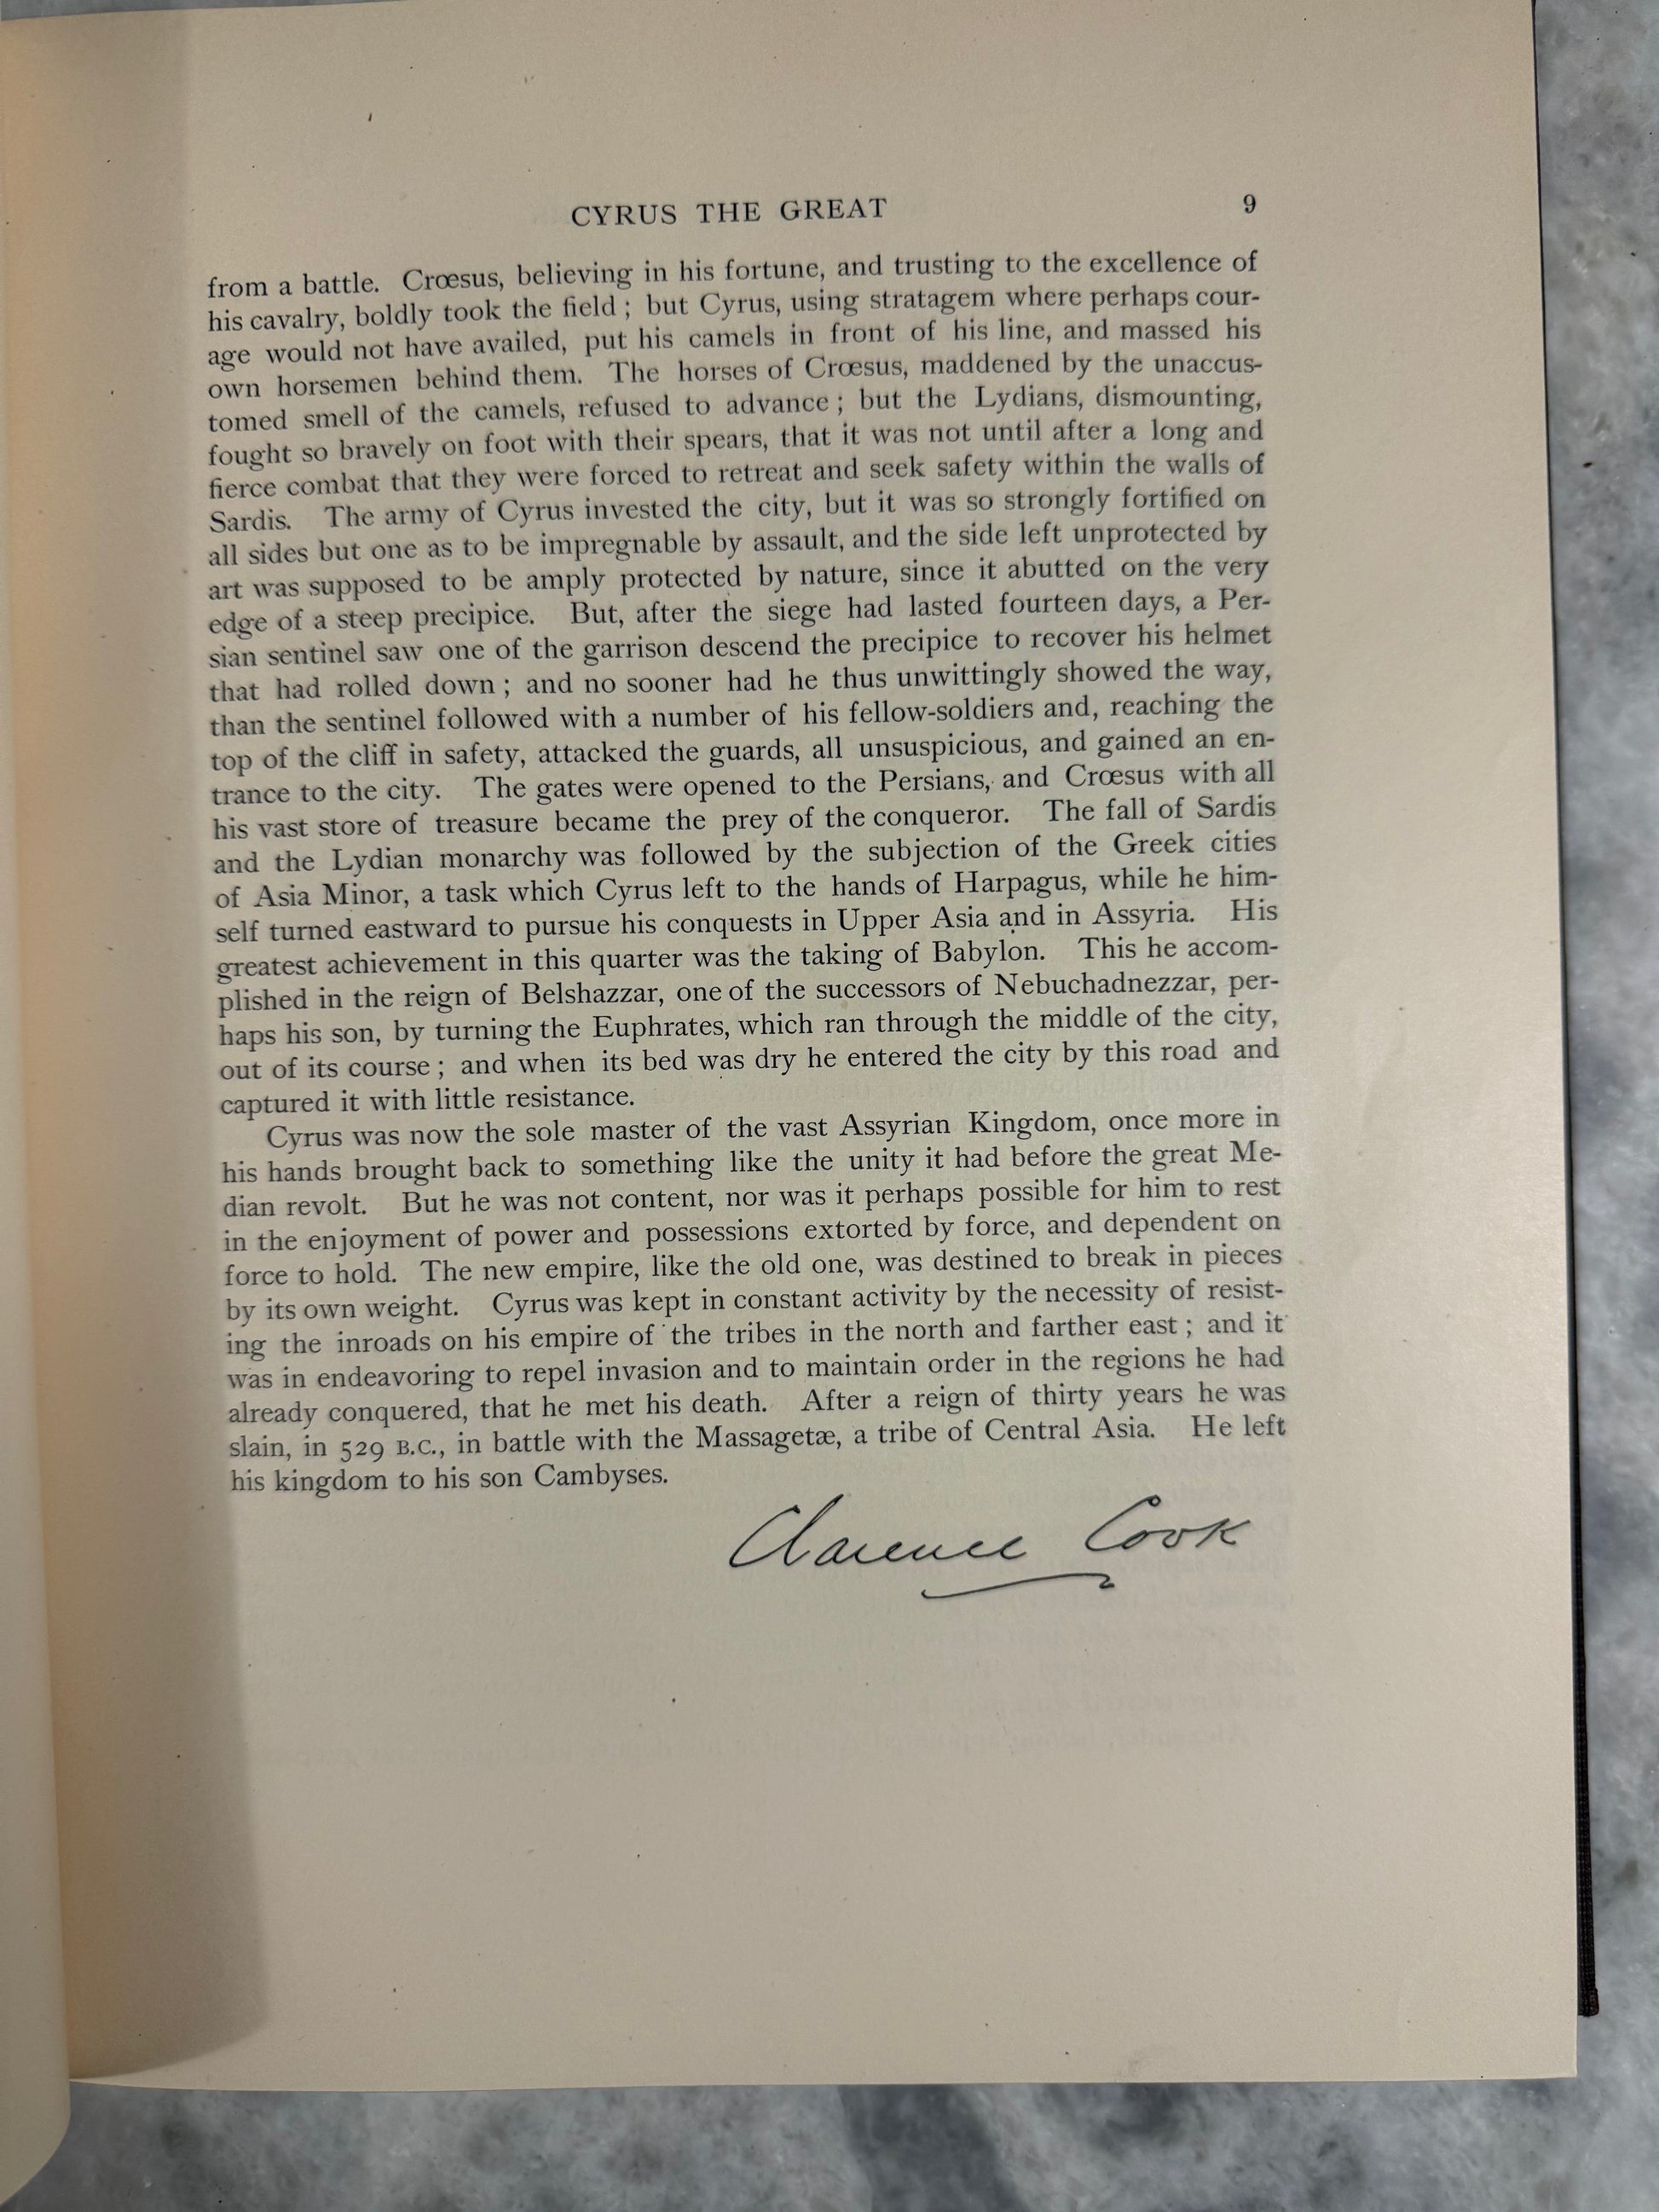 CYRUS THE GREAT 9
from a battle. Crœsus, believing in his fortune, and trusting to the excellence of
his cavalry, boldly took the field ; but Cyrus, using stratagem where perhaps cour-
age would not have availed, put his camels in front of his line, and massed his
own horsemen behind them. The horses of Crœsus, maddened by the unaccus-
tomed smell of the camels, refused to advance ; but the Lydians, dismounting,
fought so bravely on foot with their spears, that it was not until after a long and
fierce combat that they were forced to retreat and seek safety within the walls of
Sardis. The army of Cyrus invested the city, but it was so strongly fortified on
all sides but one as to be impregnable by assault, and the side left unprotected by
art was supposed to be amply protected by nature, since it abutted on the very
edge of a steep precipice. But, after the siege had lasted fourteen days, a Per-
sian sentinel saw one of the garrison descend the precipice to recover his helmet
that had rolled down ; and no sooner had he thus unwittingly showed the way,
than the sentinel followed with a number of his fellow-soldiers and, reaching the
top of the cliff in safety, attacked the guards, all unsuspicious, and gained an en-
trance to the city. The gates were opened to the Persians, and Crœsus with all
his vast store of treasure became the prey of the conqueror. The fall of Sardis
and the Lydian monarchy was followed by the subjection of the Greek cities
of Asia Minor, a task which Cyrus left to the hands of Harpagus, while he him-
self turned eastward to pursue his conquests in Upper Asia and in Assyria. His
greatest achievement in this quarter was the taking of Babylon. This he accom-
plished in the reign of Belshazzar, one of the successors of Nebuchadnezzar, per-
haps his son, by turning the Euphrates, which ran through the middle of the city,
out of its course ; and when its bed was dry he entered the city by this road and
captured it with little resistance.
Cyrus was now the sole master of the vast Assyrian Kingdom, once more in
his hands brought back to something like the unity it had before the great Me-
dian revolt. But he was not content, nor was it perhaps possible for him to rest
in the enjoyment of power and possessions extorted by force, and dependent on
force to hold. The new empire, like the old one, was destined to break in pieces
by its own weight. Cyrus was kept in constant activity by the necessity of resist-
ing the inroads on his empire of the tribes in the north and farther east ; and it
was in endeavoring to repel invasion and to maintain order in the regions he had
already conquered, that he met his death. After a reign of thirty years he was
slain, in 529 B.C., in battle with the Massagetæ, a tribe of Central Asia. He left
his kingdom to his son Cambyses.
Clarence Cook